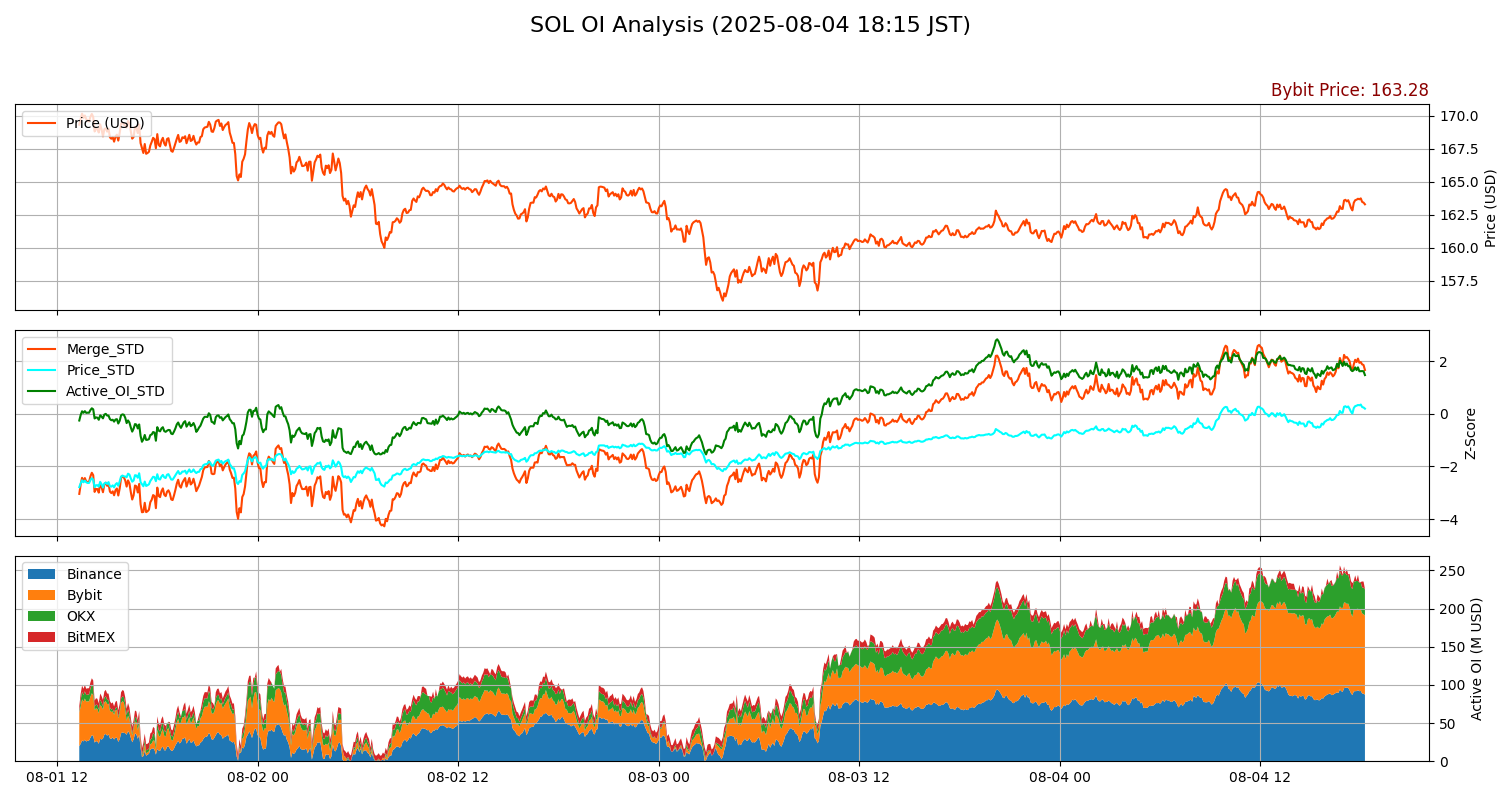 SOL OI Analysis (2025-08-04 18:15 JST)
Bybit Price: 163.28
Price (USD)
170.0
167.5
165.0
162.5
160.0
157.5
Price (USD)
Merge_STD
Price_STD
Active_OI_STD
2
0
−2
−4
Z-Score
Binance
Bybit
OKX
BitMEX
250
200
150
100
50
0
Active OI (M USD)
08-01 12
08-02 00
08-02 12
08-03 00
08-03 12
08-04 00
08-04 12